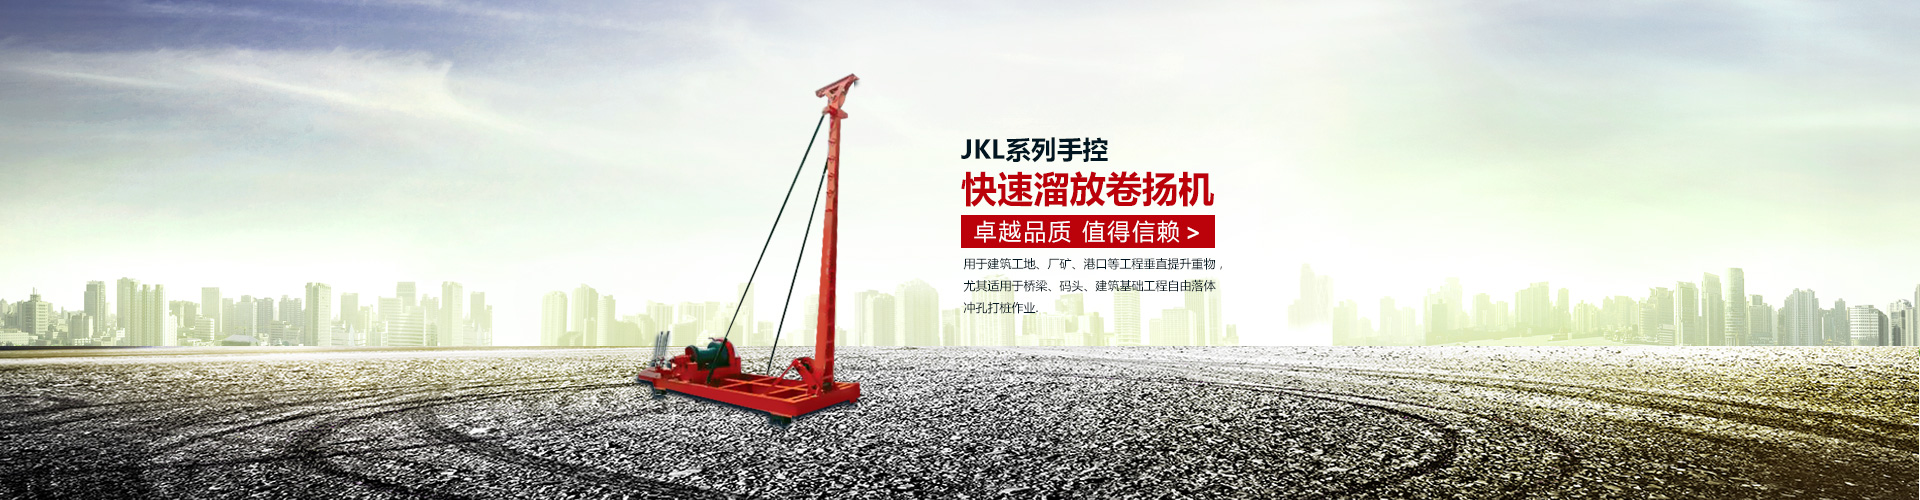 JKL系列手控
快速溜放卷扬机
卓越品质 值得信赖 >
用于建筑工地、厂矿、港口等工程垂直提升重物，
尤其适用于桥梁、码头、建筑基础工程自由落体
冲孔打桩作业.